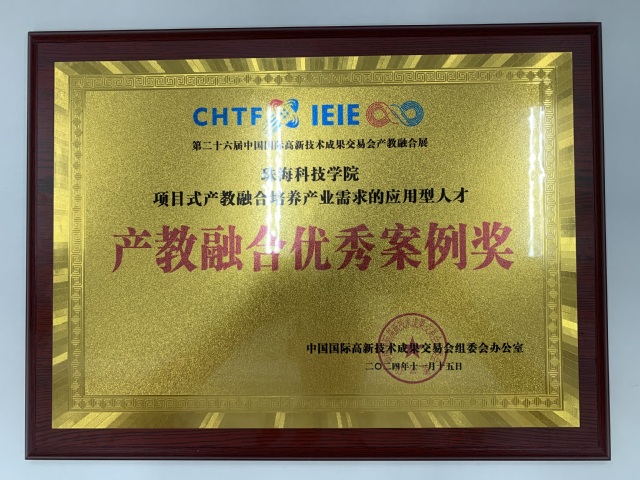 CHTF IEIE
第二十六届中国国际高新技术成果交易会产教融合展
珠海科技学院
项目式产教融合培养产业需求的应用型人才
产教融合优秀案例奖
中国国际高新技术成果交易会组委会办公室
二〇二四年十一月十五日